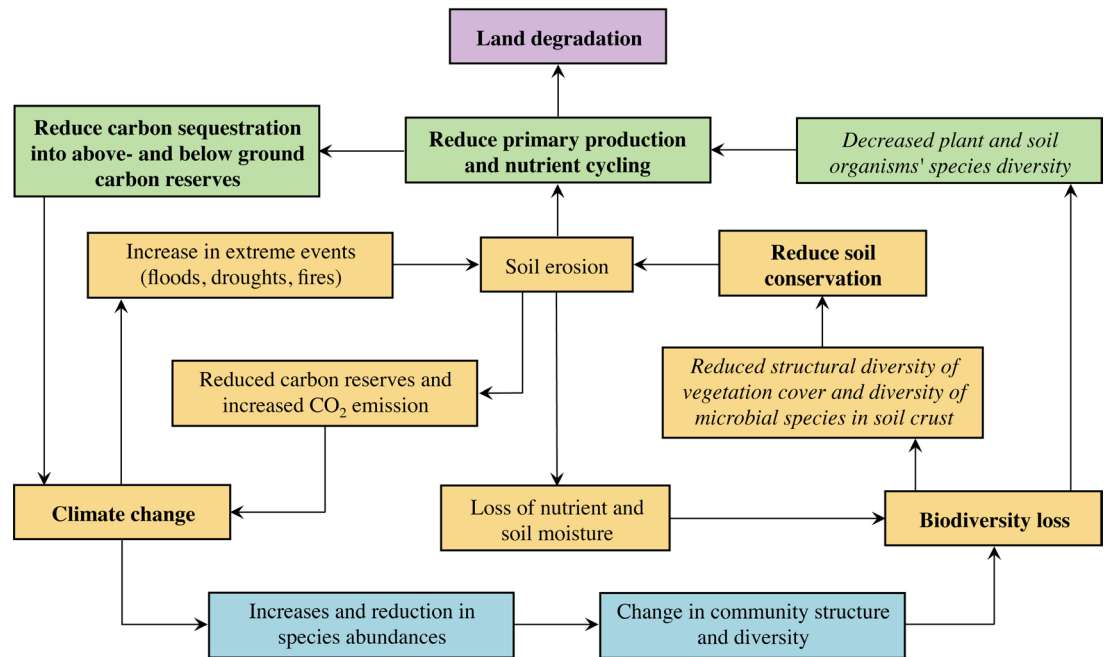 Land degradation
Reduce carbon sequestration
into above- and below ground
carbon reserves
Reduce primary production
and nutrient cycling
Decreased plant and soil
organisms' species diversity
Increase in extreme events
(floods, droughts, fires)
Soil erosion
Reduce soil
conservation
Reduced carbon reserves and
increased CO₂ emission
Reduced structural diversity of
vegetation cover and diversity of
microbial species in soil crust
Climate change
Loss of nutrient and
soil moisture
Biodiversity loss
Increases and reduction in
species abundances
Change in community structure
and diversity